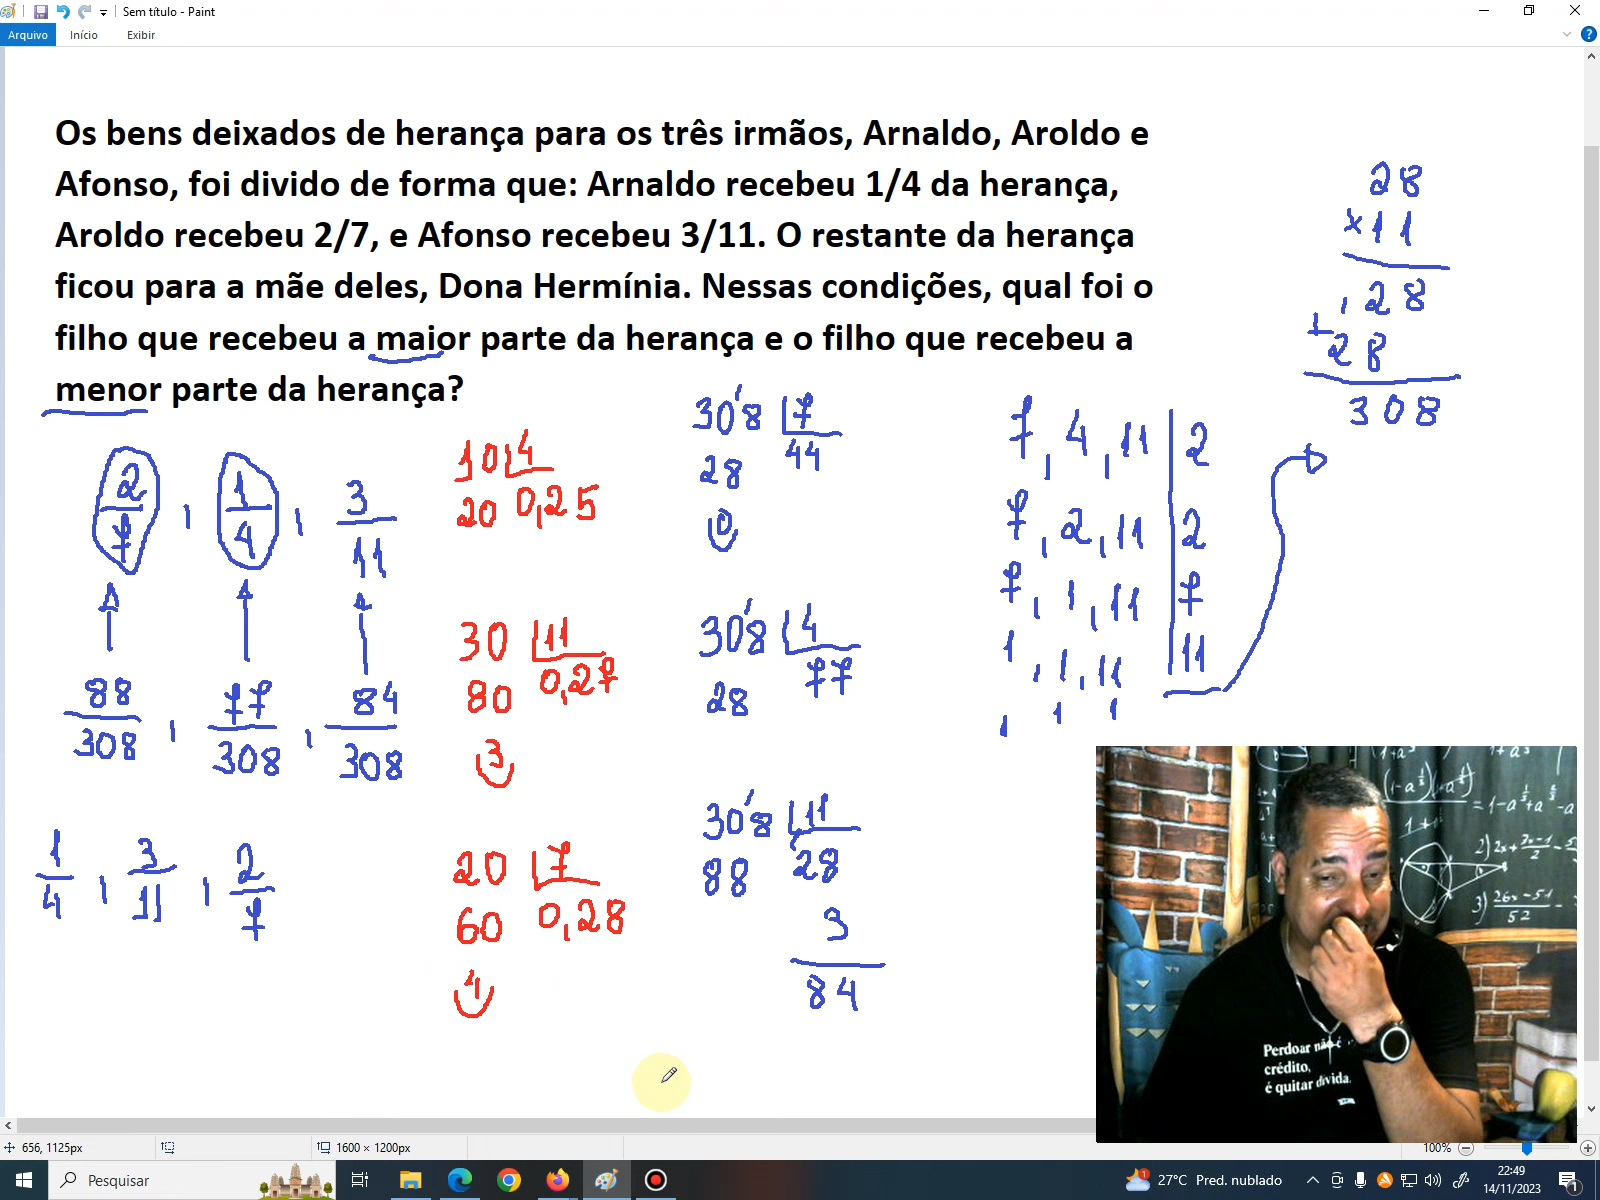 Sem título - Paint
Arquivo Início Exibir
Os bens deixados de herança para os três irmãos, Arnaldo, Aroldo e
Afonso, foi divido de forma que: Arnaldo recebeu 1/4 da herança,
Aroldo recebeu 2/7, e Afonso recebeu 3/11. O restante da herança
ficou para a mãe deles, Dona Hermínia. Nessas condições, qual foi o
filho que recebeu a maior parte da herança e o filho que recebeu a
menor parte da herança?
28
×11
28
+28
308
2/7 , 1/4 , 3/11
88/308 , 77/308 , 84/308
1/4 , 3/11 , 2/7
10 4
20 0,25
30 11
80 0,27
3
20 7
60 0,28
4
308 7
28 44
0
308 4
28 77
308 11
88 28
3
84
7, 4, 11 2
7, 2, 11 2
7, 1, 11 7
1, 1, 11 11
1, 1, 1
Perdoar não é
crédito,
é quitar dívida.
656, 1125px
1600 × 1200px
100%
Pesquisar
27°C Pred. nublado
22:49
14/11/2023
1